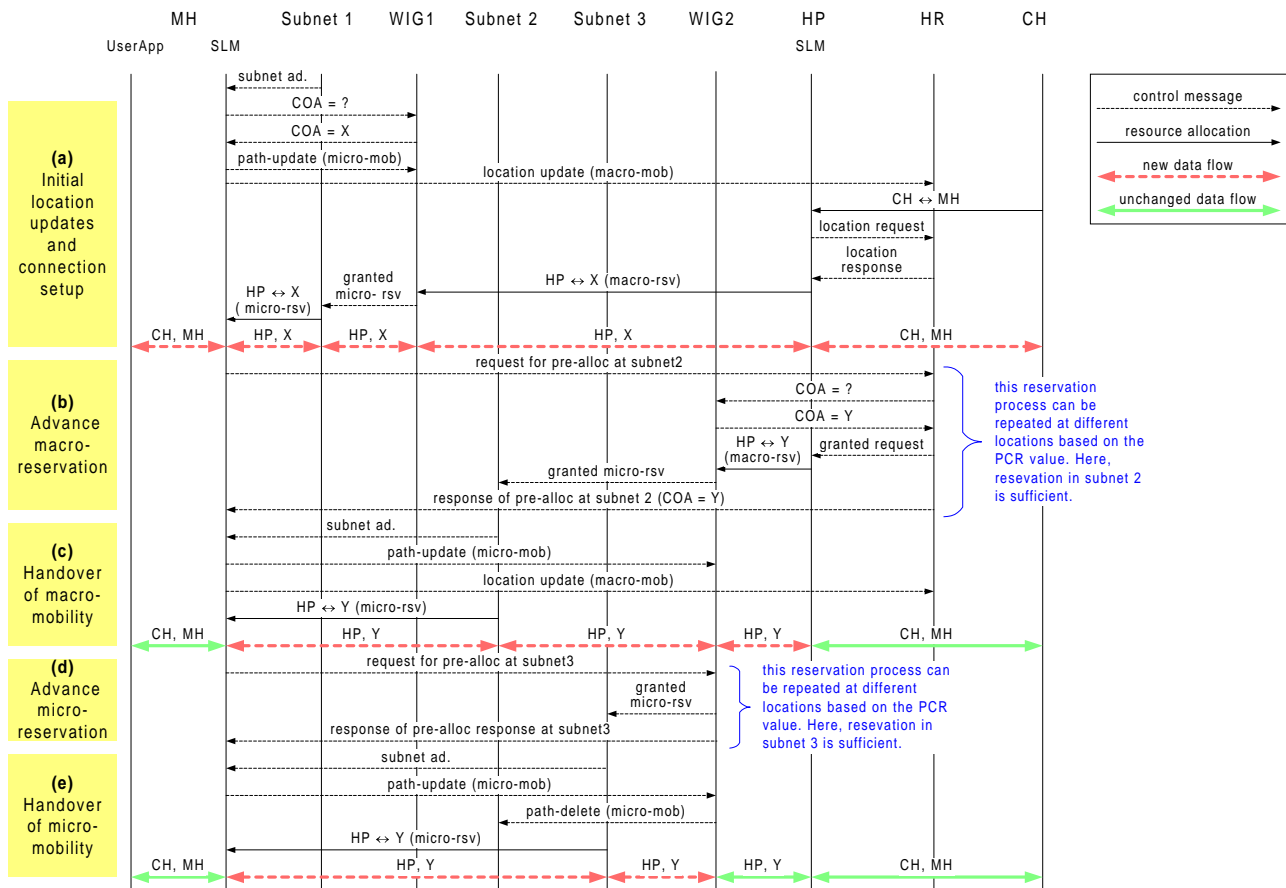 MH Subnet 1 WIG1 Subnet 2 Subnet 3 WIG2 HP HR CH
UserApp SLM SLM
subnet ad.
COA = ?
COA = X
path-update (micro-mob)
location update (macro-mob)
CH ↔ MH
location request
location
response
HP ↔ X (macro-rsv)
granted
micro- rsv
HP ↔ X
( micro-rsv)
CH, MH HP, X HP, X HP, X CH, MH
(a)
Initial
location
updates
and
connection
setup
control message
resource allocation
new data flow
unchanged data flow
request for pre-alloc at subnet2
COA = ?
COA = Y
granted request
HP ↔ Y
(macro-rsv)
granted micro-rsv
response of pre-alloc at subnet 2 (COA = Y)
(b)
Advance
macro-
reservation
this reservation
process can be
repeated at different
locations based on the
PCR value. Here,
resevation in subnet 2
is sufficient.
subnet ad.
path-update (micro-mob)
location update (macro-mob)
HP ↔ Y (micro-rsv)
CH, MH HP, Y HP, Y HP, Y CH, MH
(c)
Handover
of macro-
mobility
request for pre-alloc at subnet3
granted
micro-rsv
response of pre-alloc response at subnet3
(d)
Advance
micro-
reservation
this reservation process can
be repeated at different
locations based on the PCR
value. Here, resevation in
subnet 3 is sufficient.
subnet ad.
path-update (micro-mob)
path-delete (micro-mob)
HP ↔ Y (micro-rsv)
CH, MH HP, Y HP, Y HP, Y CH, MH
(e)
Handover
of micro-
mobility